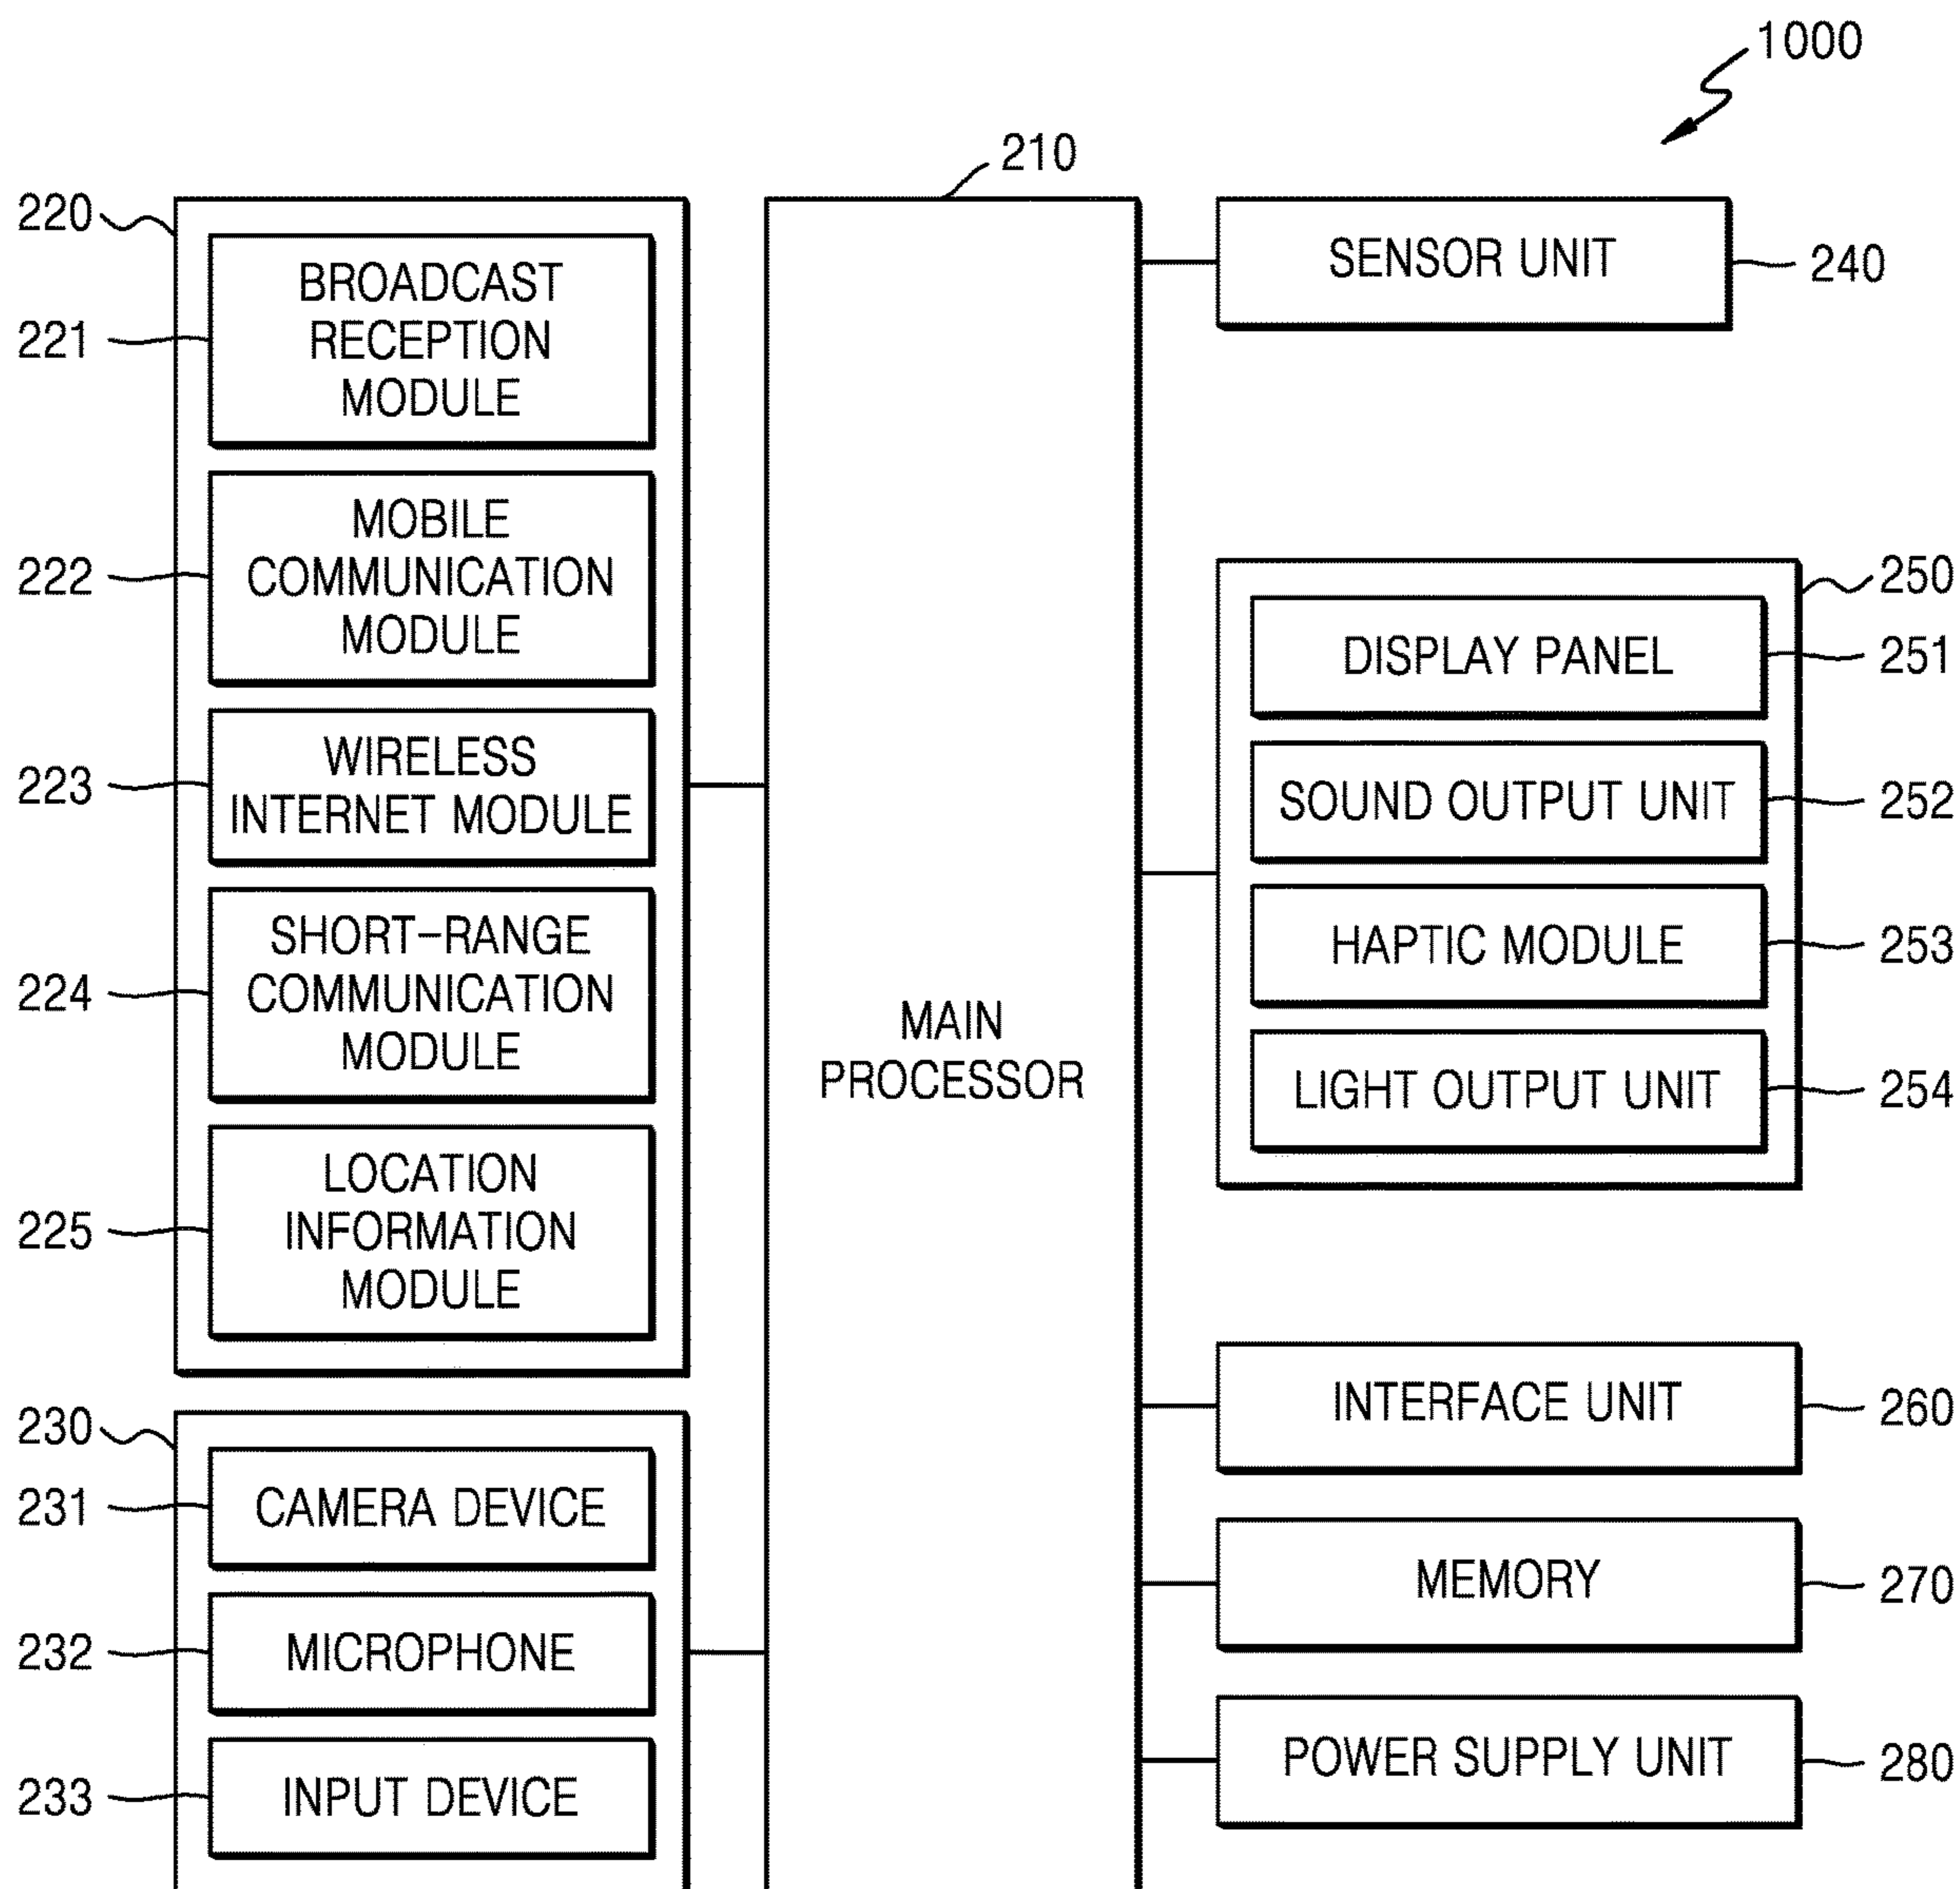 1000
210
220
BROADCAST
RECEPTION
MODULE
221
MOBILE
COMMUNICATION
MODULE
222
WIRELESS
INTERNET MODULE
223
SHORT-RANGE
COMMUNICATION
MODULE
224
LOCATION
INFORMATION
MODULE
225
230
CAMERA DEVICE
231
MICROPHONE
232
INPUT DEVICE
233
MAIN
PROCESSOR
SENSOR UNIT
240
250
DISPLAY PANEL
251
SOUND OUTPUT UNIT
252
HAPTIC MODULE
253
LIGHT OUTPUT UNIT
254
INTERFACE UNIT
260
MEMORY
270
POWER SUPPLY UNIT
280